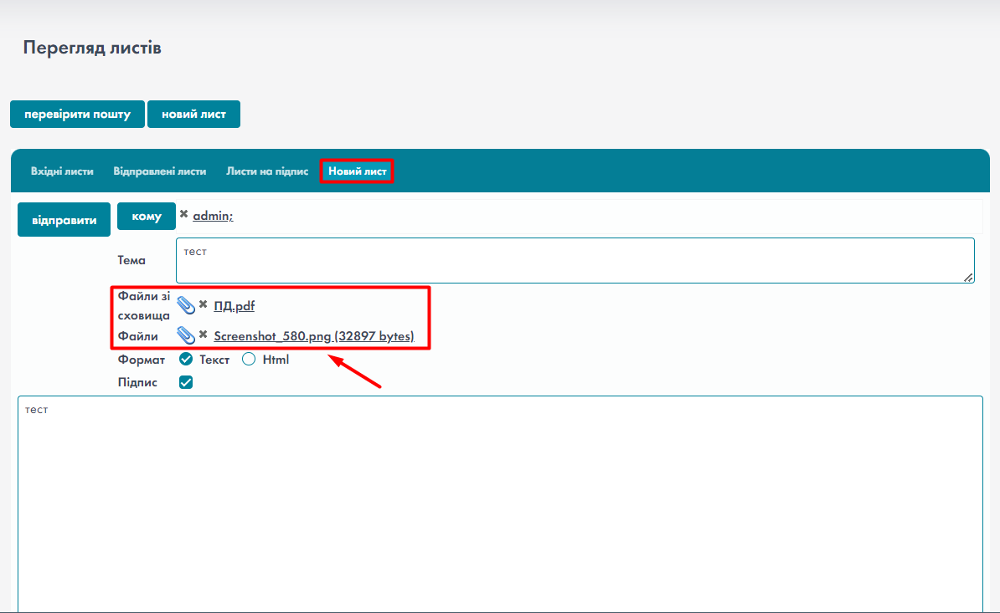 Перегляд листів
перевірити пошту новий лист
Вхідні листи Відправлені листи Листи на підпис Новий лист
відправити кому admin;
Тема тест
Файли зі
сховища ПД.pdf
Файли Screenshot_580.png (32897 bytes)
Формат Текст Html
Підпис
тест